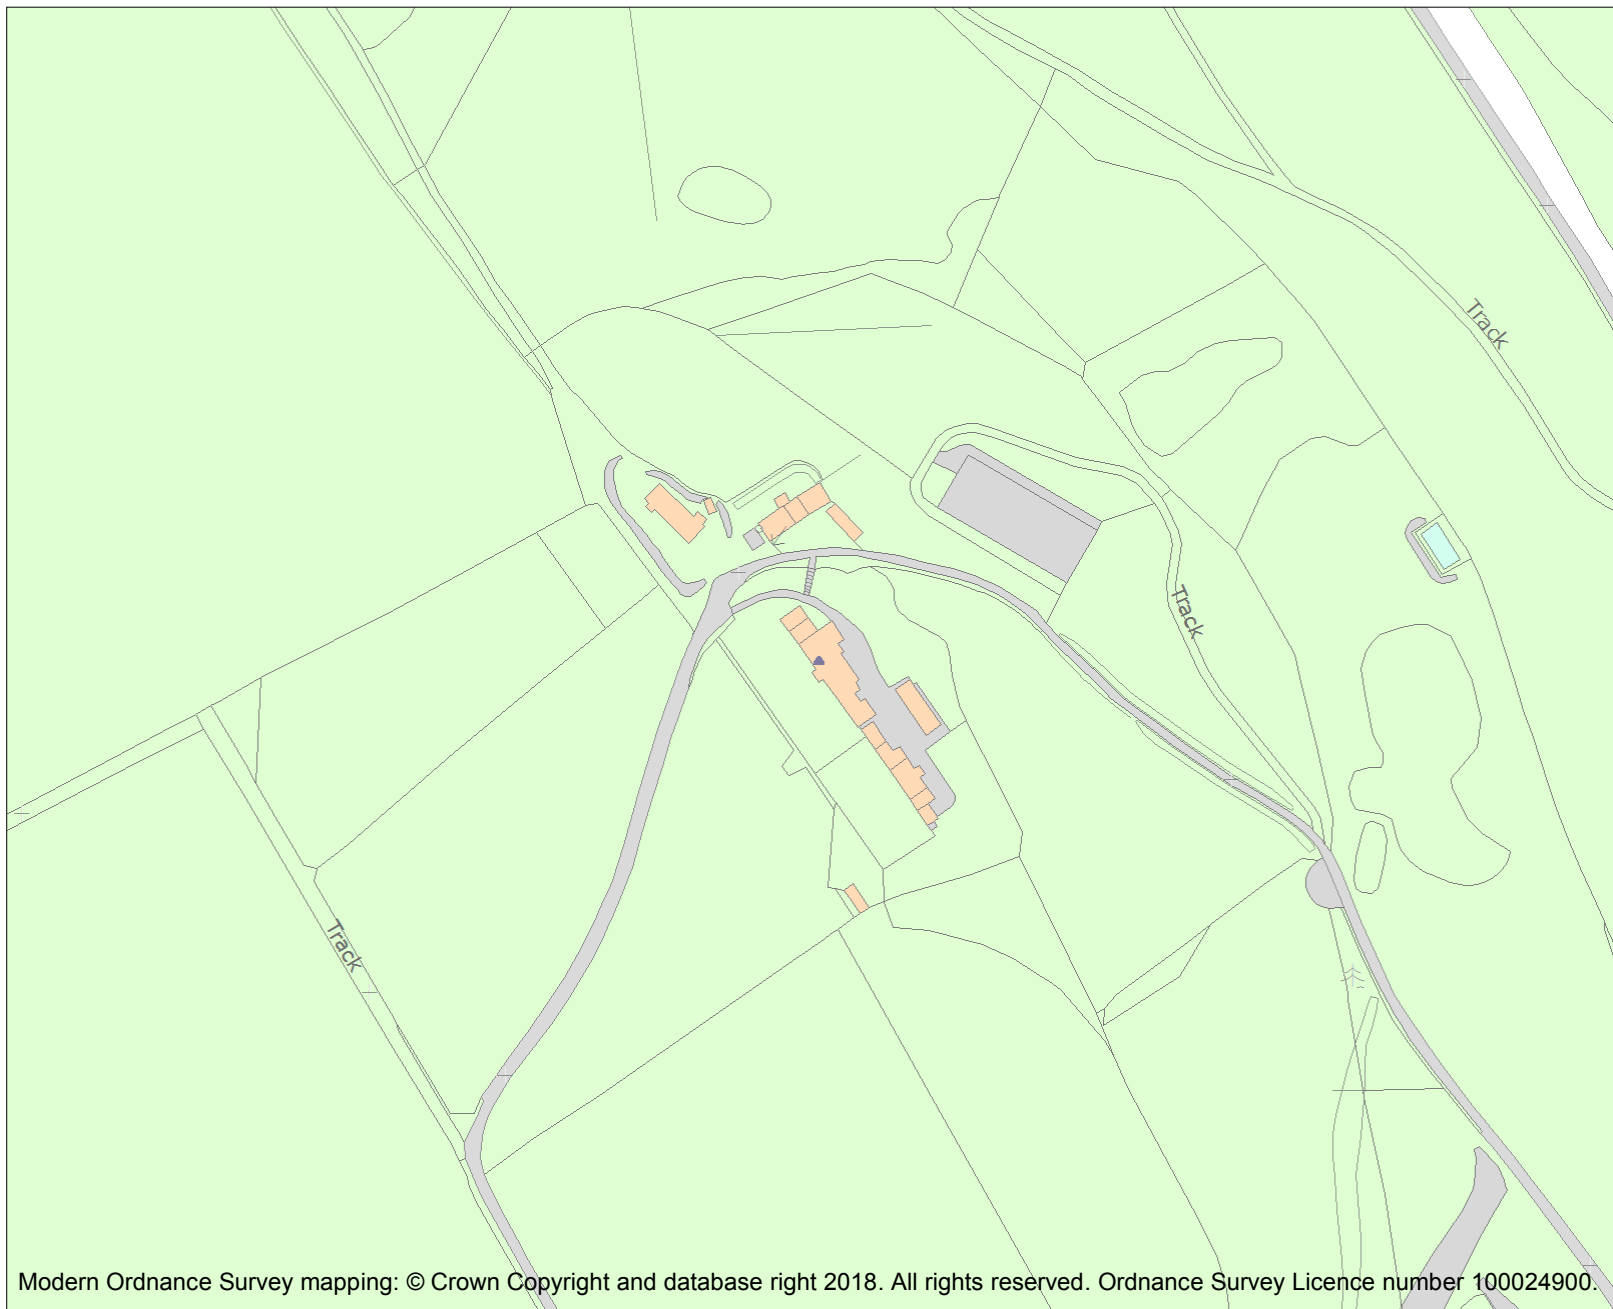 Track
Track
Track
Modern Ordnance Survey mapping: © Crown Copyright and database right 2018. All rights reserved. Ordnance Survey Licence number 100024900.